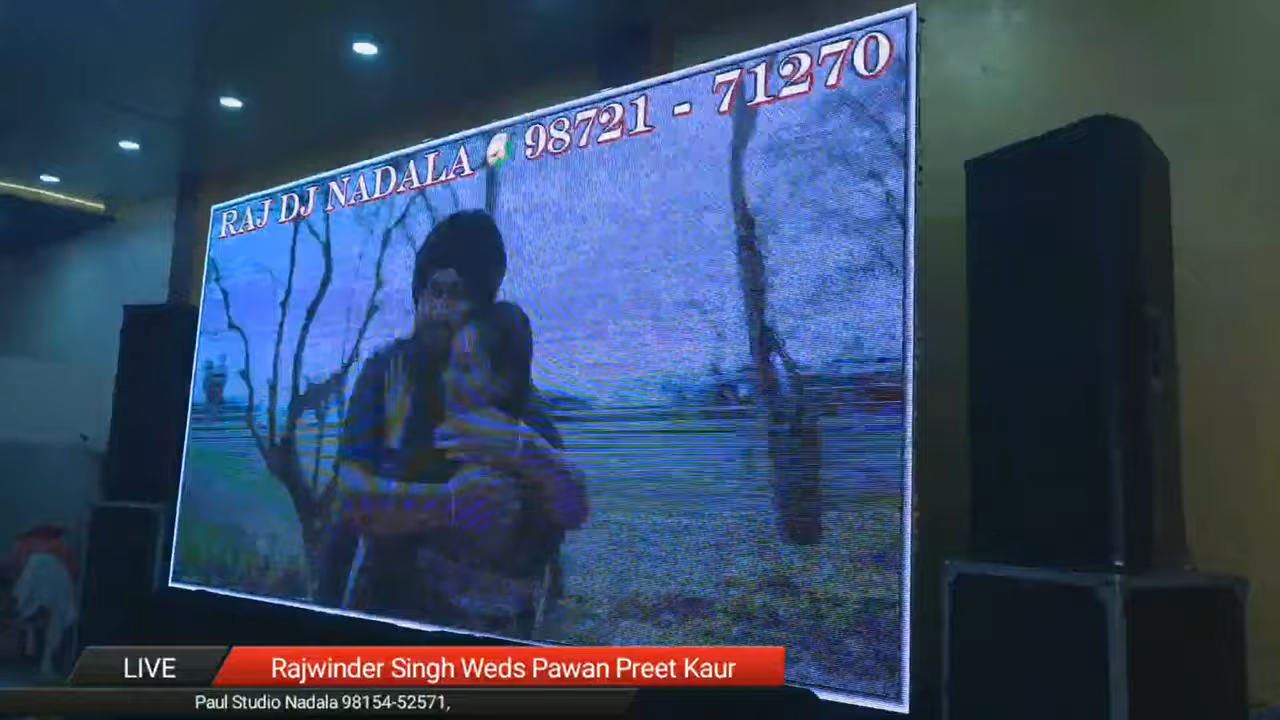 RAJ DJ NADALA 98721 - 71270
LIVE
Rajwinder Singh Weds Pawan Preet Kaur
Paul Studio Nadala 98154-52571,